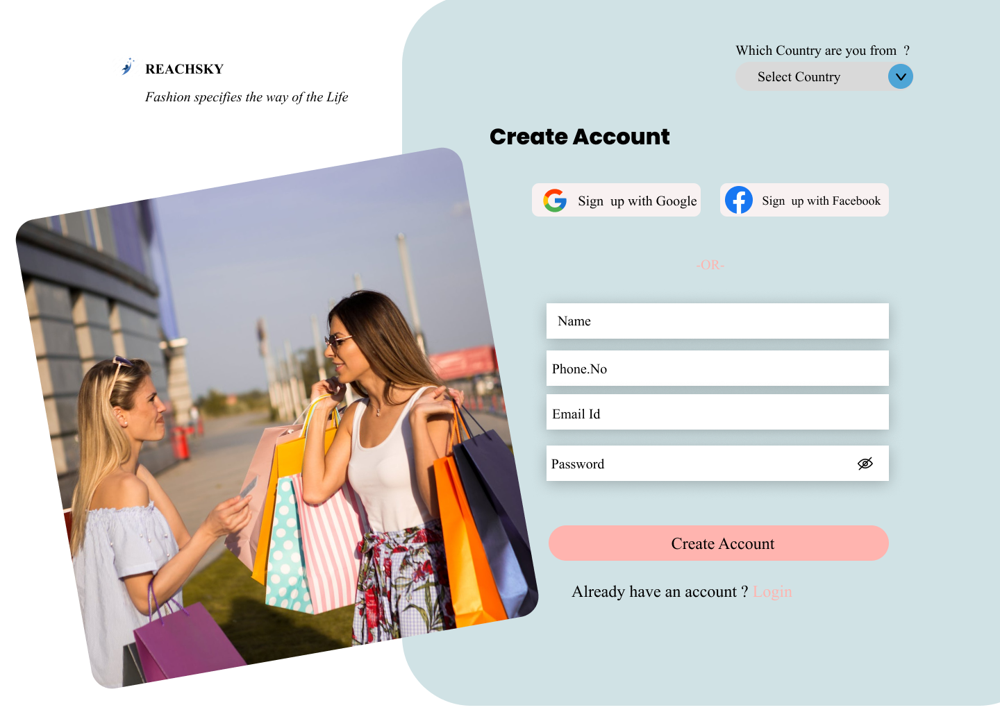 REACHSKY
Fashion specifies the way of the Life
Which Country are you from  ?
Select Country
Create Account
Sign  up with Google
Sign  up with Facebook
-OR-
Name
Phone.No
Email Id
Password
Create Account
Already have an account ? Login